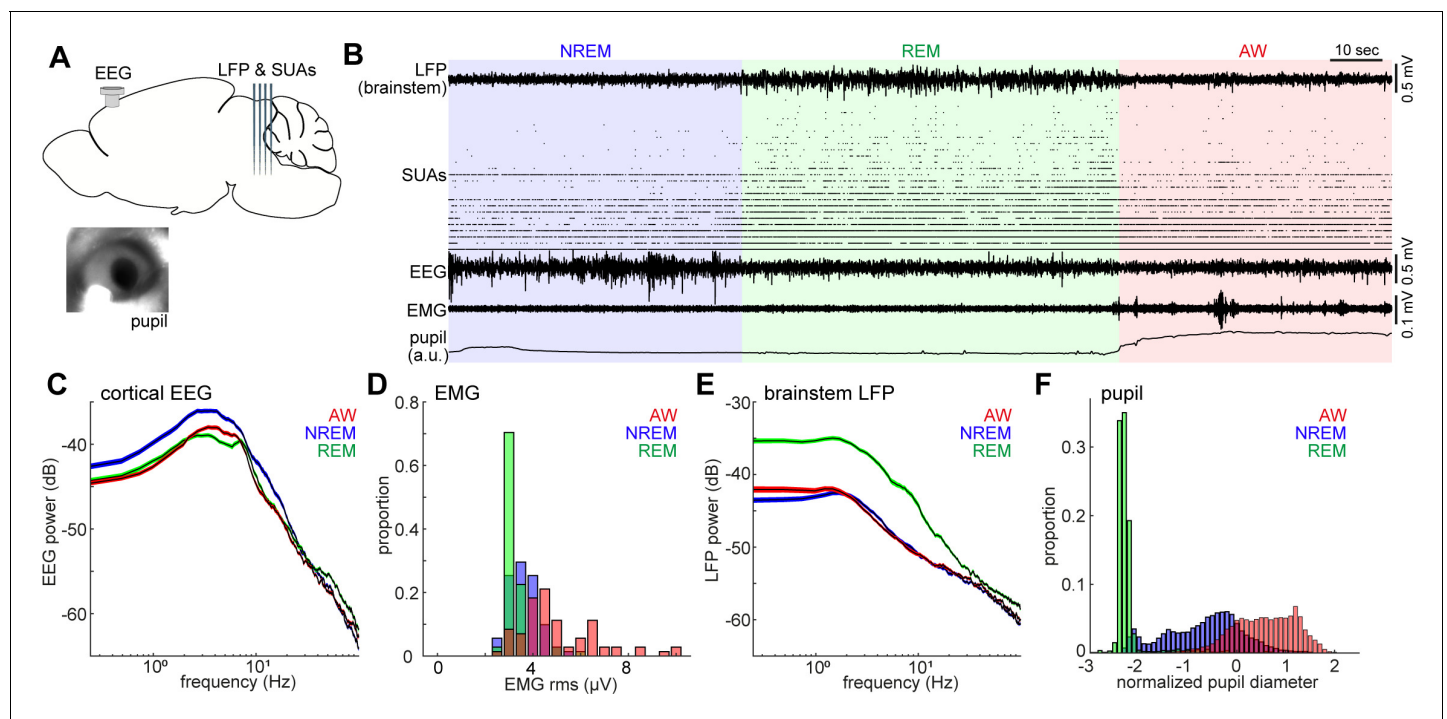 A
EEG
LFP & SUAs
pupil
B
NREM
REM
AW
10 sec
LFP
(brainstem)
0.5 mV
SUAs
EEG
0.5 mV
EMG
0.1 mV
pupil
(a.u.)
C
cortical EEG
AW
NREM
REM
-40
-50
-60
EEG power (dB)
10⁰
10¹
frequency (Hz)
D
EMG
AW
NREM
REM
0.8
0.6
0.4
0.2
0
proportion
0
4
8
EMG rms (µV)
E
brainstem LFP
AW
NREM
REM
-30
-40
-50
-60
LFP power (dB)
10⁰
10¹
frequency (Hz)
F
pupil
AW
NREM
REM
0.3
0.2
0.1
0
proportion
-3
-2
-1
0
1
2
normalized pupil diameter